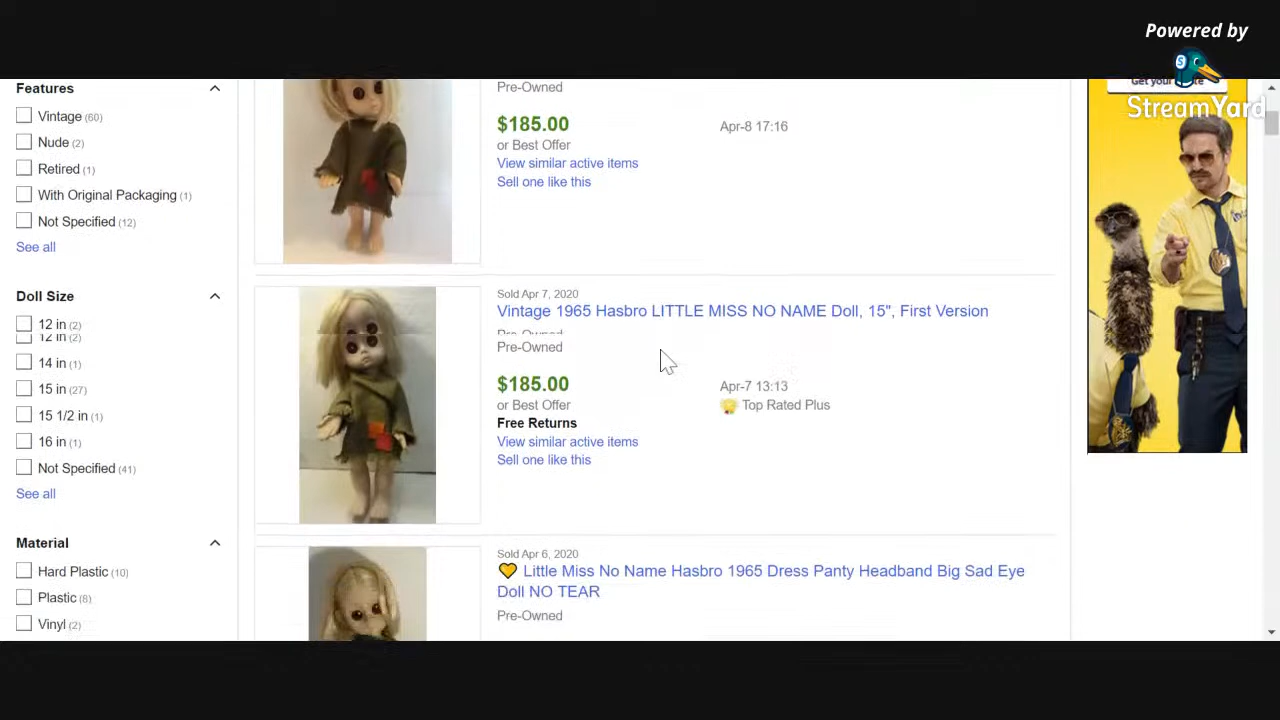 Powered by
StreamYard
Features
Vintage (60)
Nude (2)
Retired (1)
With Original Packaging (1)
Not Specified (12)
See all
Doll Size
12 in (2)
12 in (2)
14 in (1)
15 in (27)
15 1/2 in (1)
16 in (1)
Not Specified (41)
See all
Material
Hard Plastic (10)
Plastic (8)
Vinyl (2)
Pre-Owned
$185.00
Apr-8 17:16
or Best Offer
View similar active items
Sell one like this
Sold Apr 7, 2020
Vintage 1965 Hasbro LITTLE MISS NO NAME Doll, 15", First Version
Pre-Owned
Pre-Owned
$185.00
Apr-7 13:13
or Best Offer
Top Rated Plus
Free Returns
View similar active items
Sell one like this
Sold Apr 6, 2020
Little Miss No Name Hasbro 1965 Dress Panty Headband Big Sad Eye
Doll NO TEAR
Pre-Owned